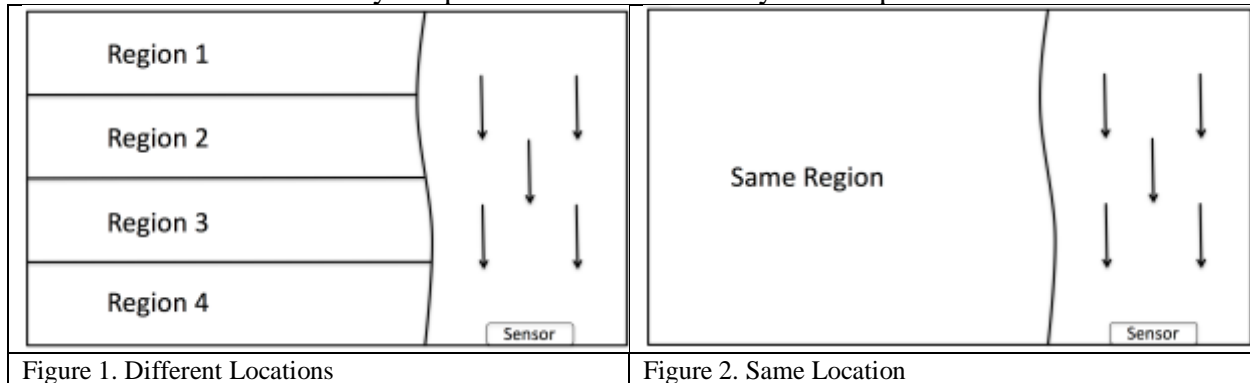 Region 1
Region 2
Region 3
Region 4
Sensor
Same Region
Sensor
Figure 1. Different Locations
Figure 2. Same Location